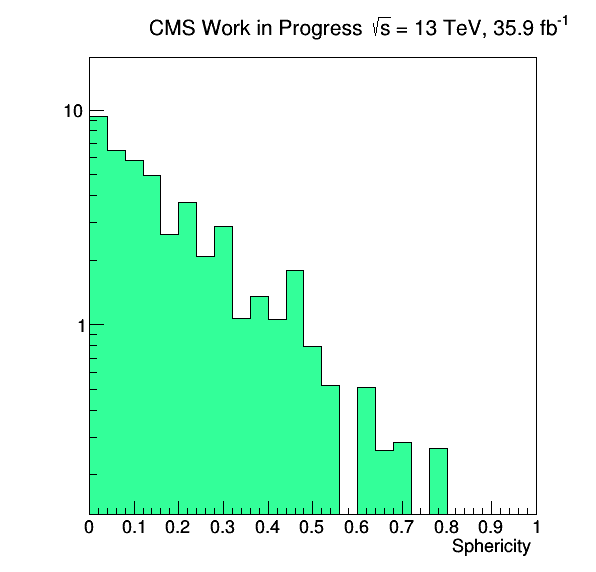 CMS Work in Progress √s = 13 TeV, 35.9 fb⁻¹
10
1
0 0.1 0.2 0.3 0.4 0.5 0.6 0.7 0.8 0.9 1
Sphericity